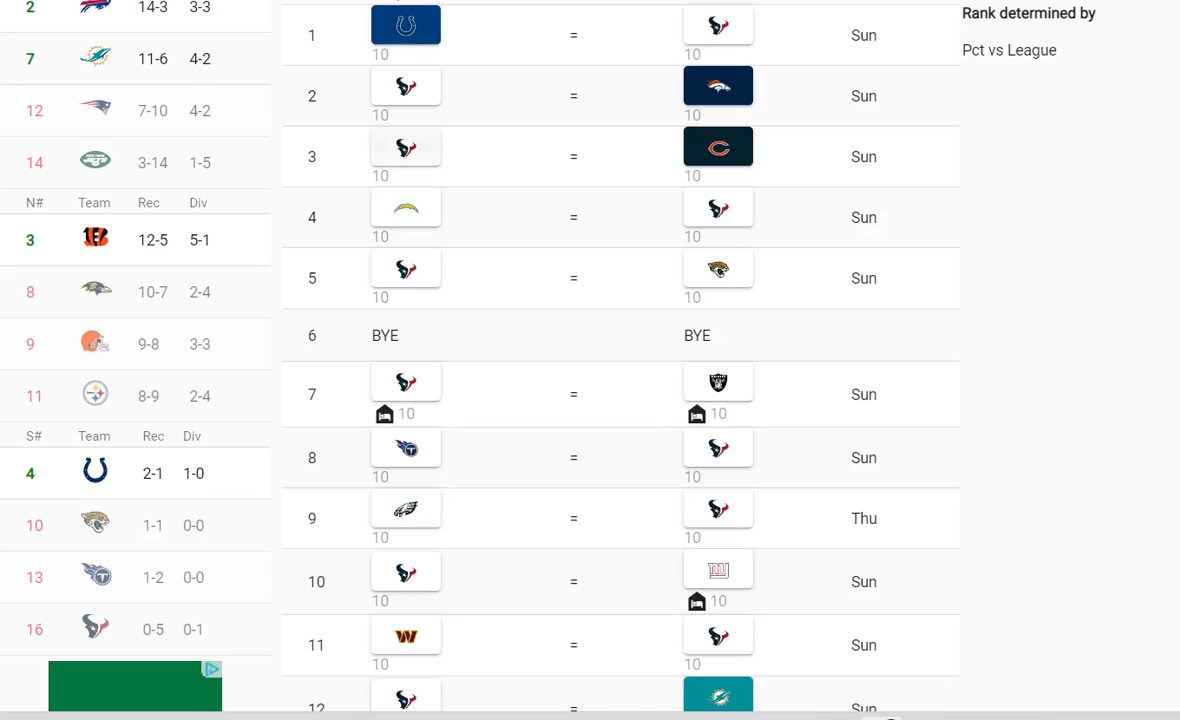 Rank determined by
Pct vs League
2 14-3 3-3
7 11-6 4-2
12 7-10 4-2
14 3-14 1-5
N# Team Rec Div
3 12-5 5-1
8 10-7 2-4
9 9-8 3-3
11 8-9 2-4
S# Team Rec Div
4 2-1 1-0
10 1-1 0-0
13 1-2 0-0
16 0-5 0-1
1 = Sun
10 10
2 = Sun
10 10
3 = Sun
10 10
4 = Sun
10 10
5 = Sun
10 10
6 BYE BYE
7 = Sun
10 10
8 = Sun
10 10
9 = Thu
10 10
10 = Sun
10 10
11 W = Sun
10 10
12 = Sun